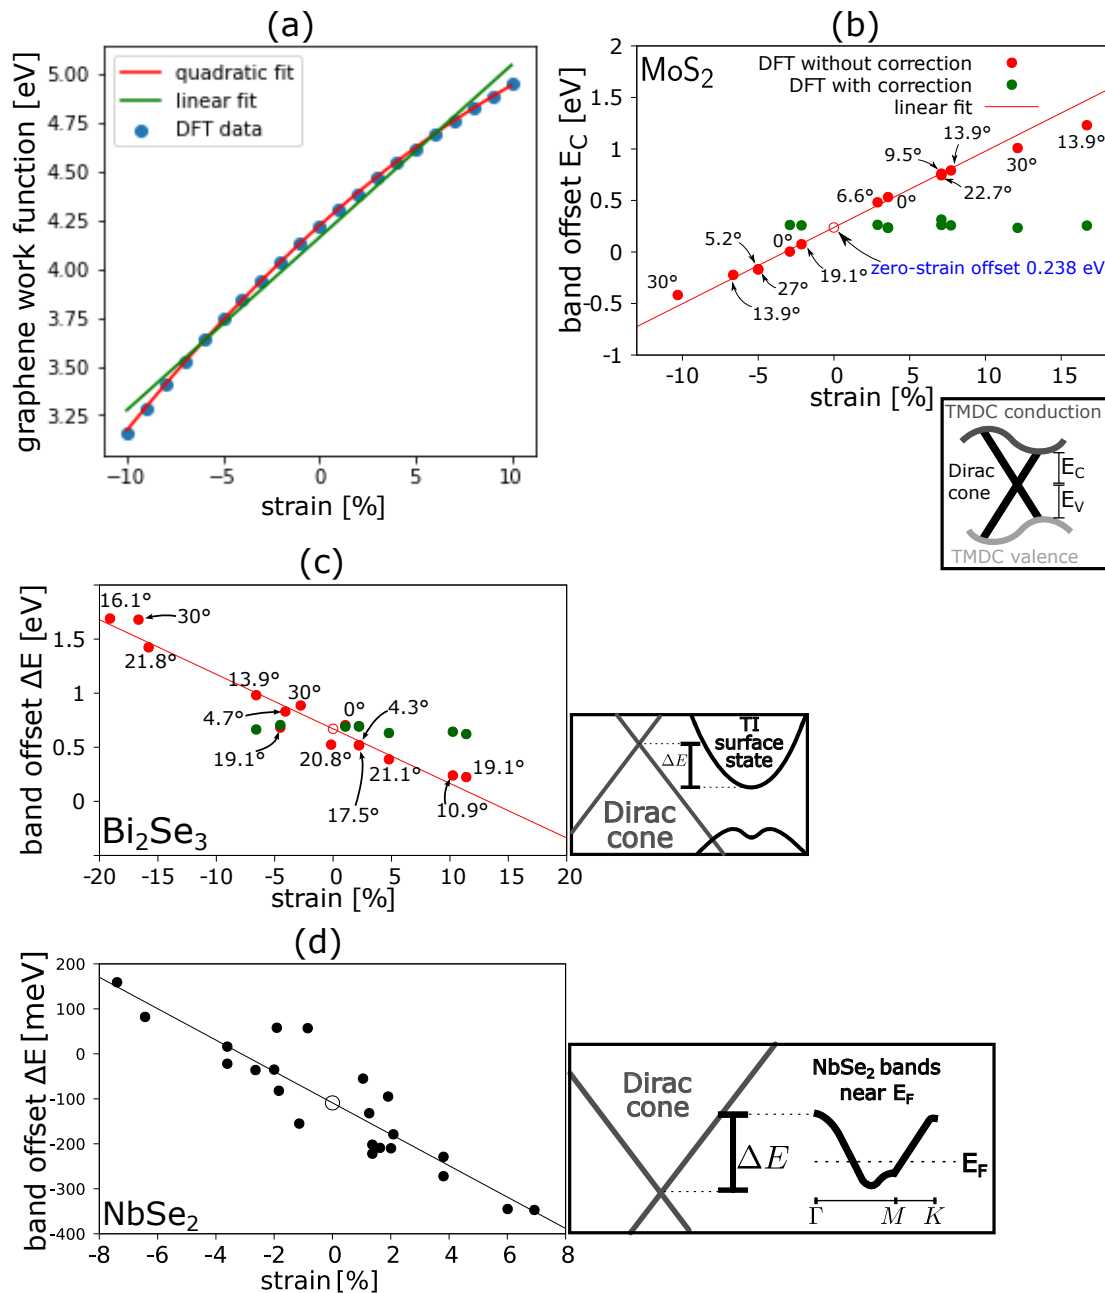 (a)
graphene work function [eV]
5.00
4.75
4.50
4.25
4.00
3.75
3.50
3.25
quadratic fit
linear fit
DFT data
−10
−5
0
5
10
strain [%]
(b)
band offset E_C [eV]
2
1.5
1
0.5
0
-0.5
-1
MoS₂
DFT without correction
DFT with correction
linear fit
13.9°
9.5°
13.9°
30°
6.6°
0°
22.7°
5.2°
0°
30°
27°
19.1°
13.9°
zero-strain offset 0.238 eV
-10
-5
0
5
10
15
strain [%]
TMDC conduction
Dirac
cone
E_C
E_V
TMDC valence
(c)
band offset ΔE [eV]
1.5
1
0.5
0
16.1°
30°
21.8°
13.9°
30°
4.7°
0°
4.3°
19.1°
20.8°
21.1°
19.1°
17.5°
10.9°
Bi₂Se₃
-20
-15
-10
-5
0
5
10
15
20
strain [%]
TI
surface
state
ΔE
Dirac
cone
(d)
band offset ΔE [meV]
200
100
0
-100
-200
-300
-400
NbSe₂
-8
-6
-4
-2
0
2
4
6
8
strain [%]
Dirac
cone
NbSe₂ bands
near E_F
ΔE
E_F
Γ
M
K